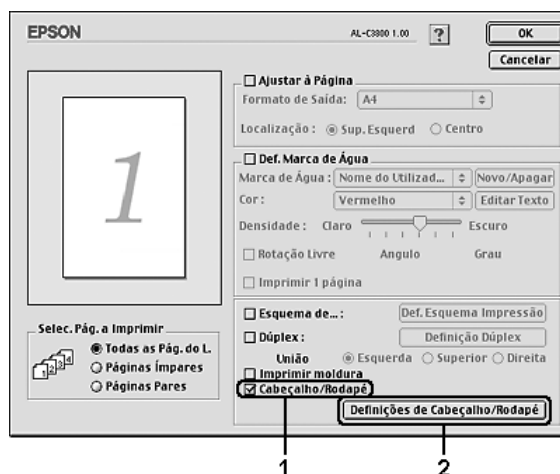 EPSON
AL-C3800 1.00
?
OK
Cancelar
Ajustar à Página
Formato de Saída: A4
Localização : Sup. Esquerd Centro
Def. Marca de Água
Marca de Água : Nome do Utilizad... Novo/Apagar
Cor : Vermelho Editar Texto
Densidade : Claro Escuro
Rotação Livre Angulo Grau
Imprimir 1 página
1
Selec. Pág. a Imprimir
1 2 3 4
Todas as Pág. do L.
Páginas Ímpares
Páginas Pares
Esquema de...: Def. Esquema Impressão
Dúplex : Definição Dúplex
União Esquerda Superior Direita
Imprimir moldura
Cabeçalho/Rodapé
Definições de Cabeçalho/Rodapé
1 2